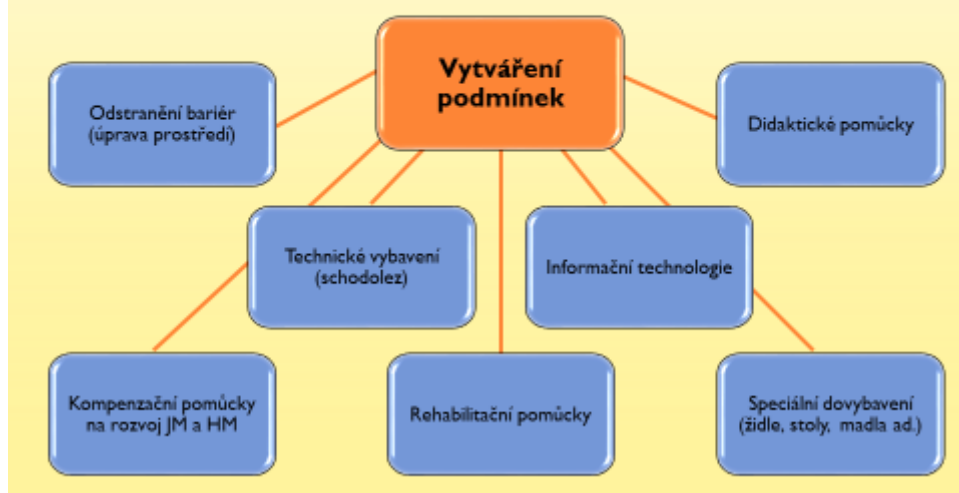 Vytváření
podmínek
Odstranění bariér
(úprava prostředí)
Didaktické pomůcky
Technické vybavení
(schodolez)
Informační technologie
Kompenzační pomůcky
na rozvoj JM a HM
Rehabilitační pomůcky
Speciální dovybavení
(židle, stoly, madla ad.)